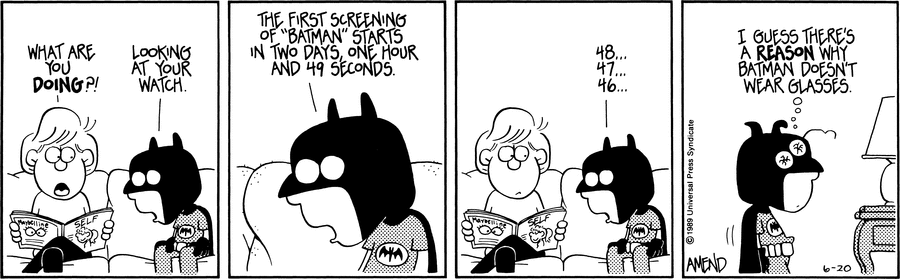 WHAT ARE
YOU
DOING?!
LOOKING
AT YOUR
WATCH.
MAYBELLINE
SELF
THE FIRST SCREENING
OF "BATMAN" STARTS
IN TWO DAYS, ONE HOUR
AND 49 SECONDS.
48...
47...
46...
MAYBELLINE
SELF
I GUESS THERE'S
A REASON WHY
BATMAN DOESN'T
WEAR GLASSES.
© 1989 Universal Press Syndicate
AMEND
6-20